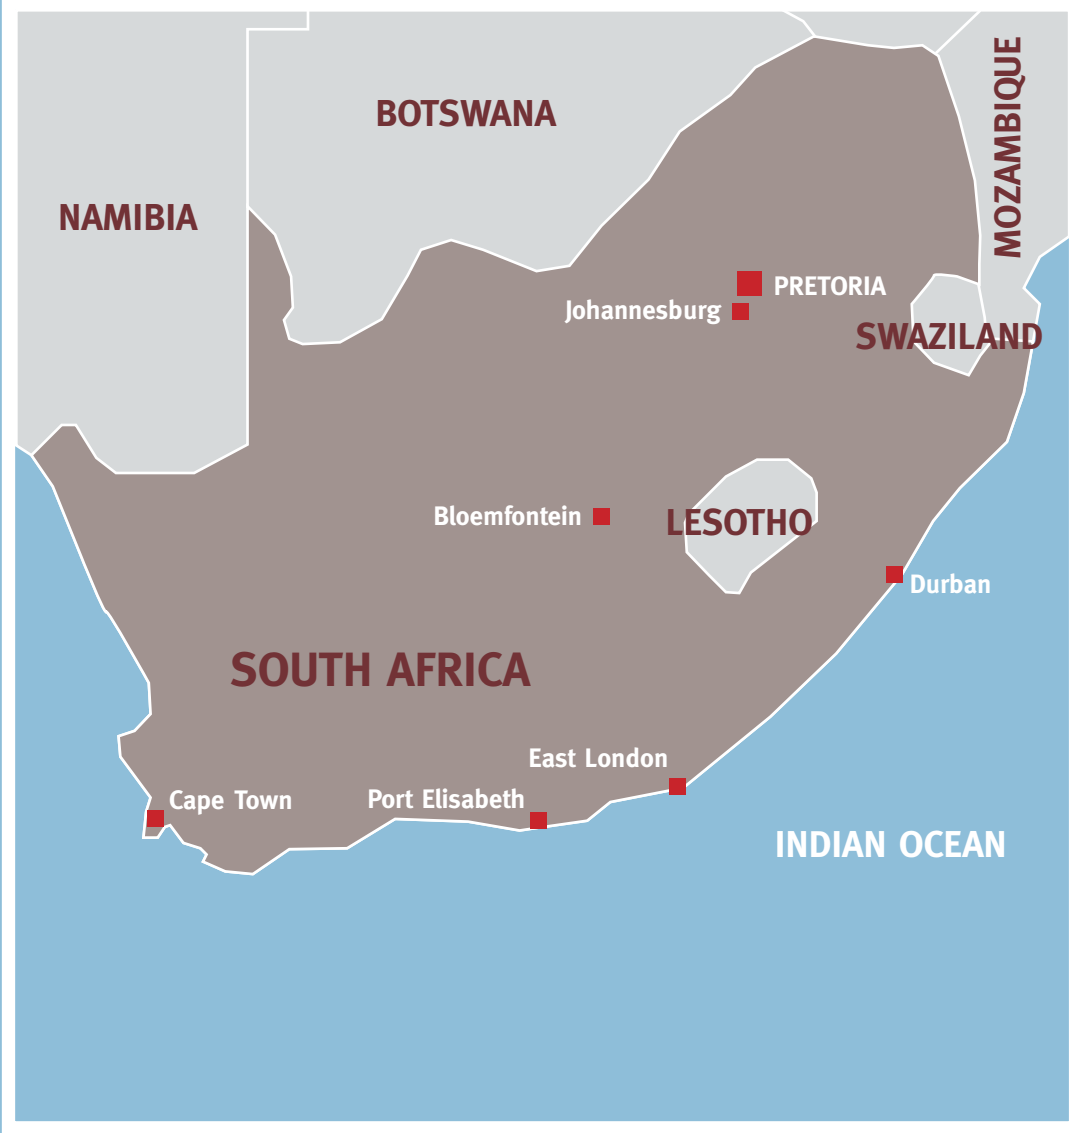 MOZAMBIQUE
BOTSWANA
NAMIBIA
PRETORIA
Johannesburg
SWAZILAND
Bloemfontein
LESOTHO
Durban
SOUTH AFRICA
East London
Cape Town
Port Elisabeth
INDIAN OCEAN